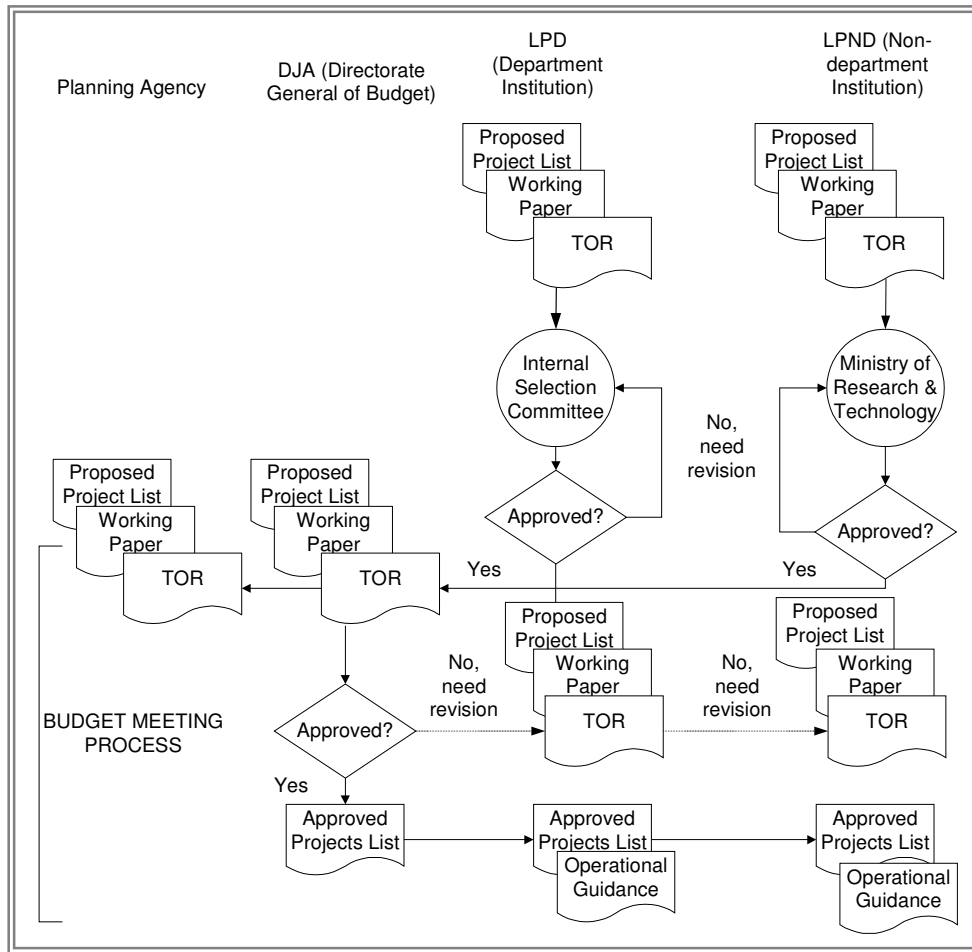 Planning Agency
DJA (Directorate
General of Budget)
LPD
(Department
Institution)
LPND (Non-
department
Institution)
Proposed
Project List
Working
Paper
TOR
Proposed
Project List
Working
Paper
TOR
Internal
Selection
Committee
Ministry of
Research &
Technology
No,
need
revision
Approved?
Approved?
Proposed
Project List
Working
Paper
TOR
Proposed
Project List
Working
Paper
TOR
Yes
Yes
Proposed
Project List
Working
Paper
TOR
Proposed
Project List
Working
Paper
TOR
BUDGET MEETING
PROCESS
Approved?
No,
need
revision
No,
need
revision
Yes
Approved
Projects List
Approved
Projects List
Operational
Guidance
Approved
Projects List
Operational
Guidance